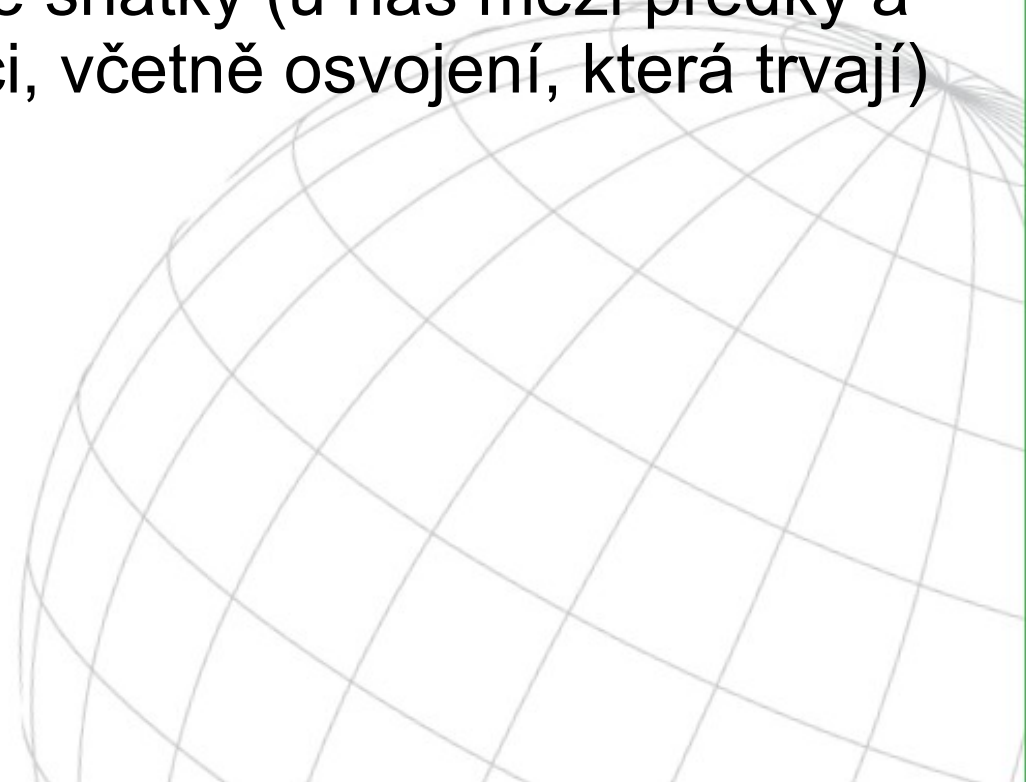 sňatky (u nás mezi předky a
ci, včetně osvojení, která trvají)